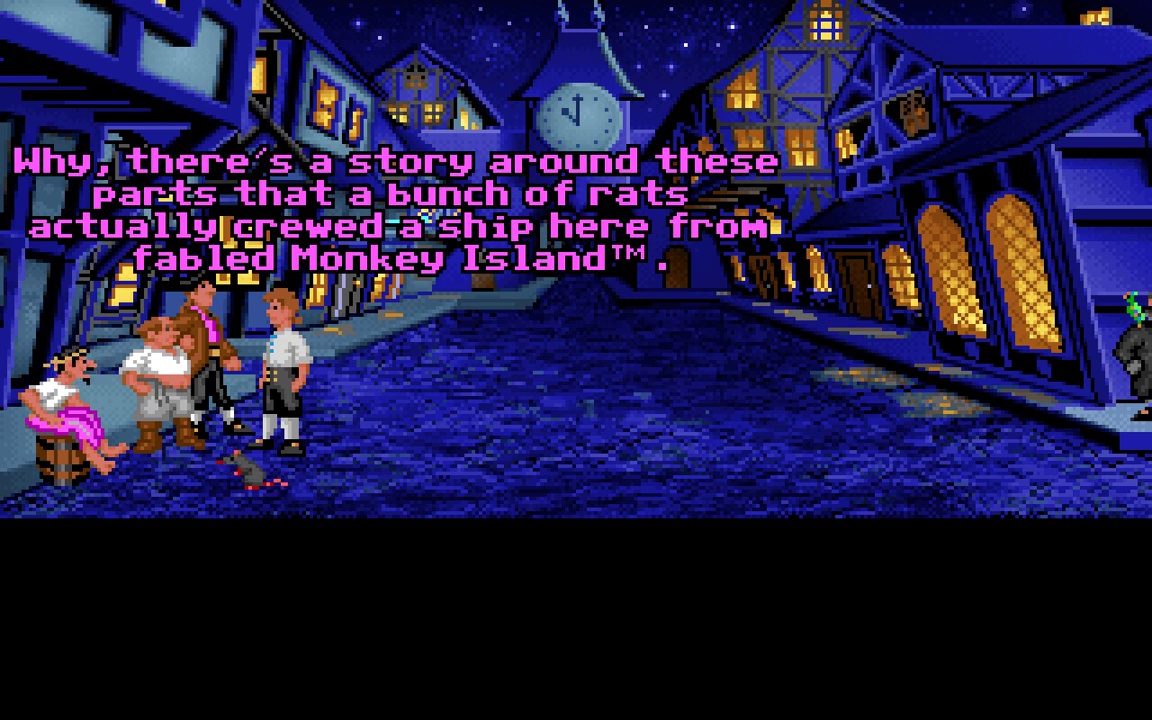 Why, there's a story around these
parts that a bunch of rats
actually crewed a ship here from
fabled Monkey Island™.